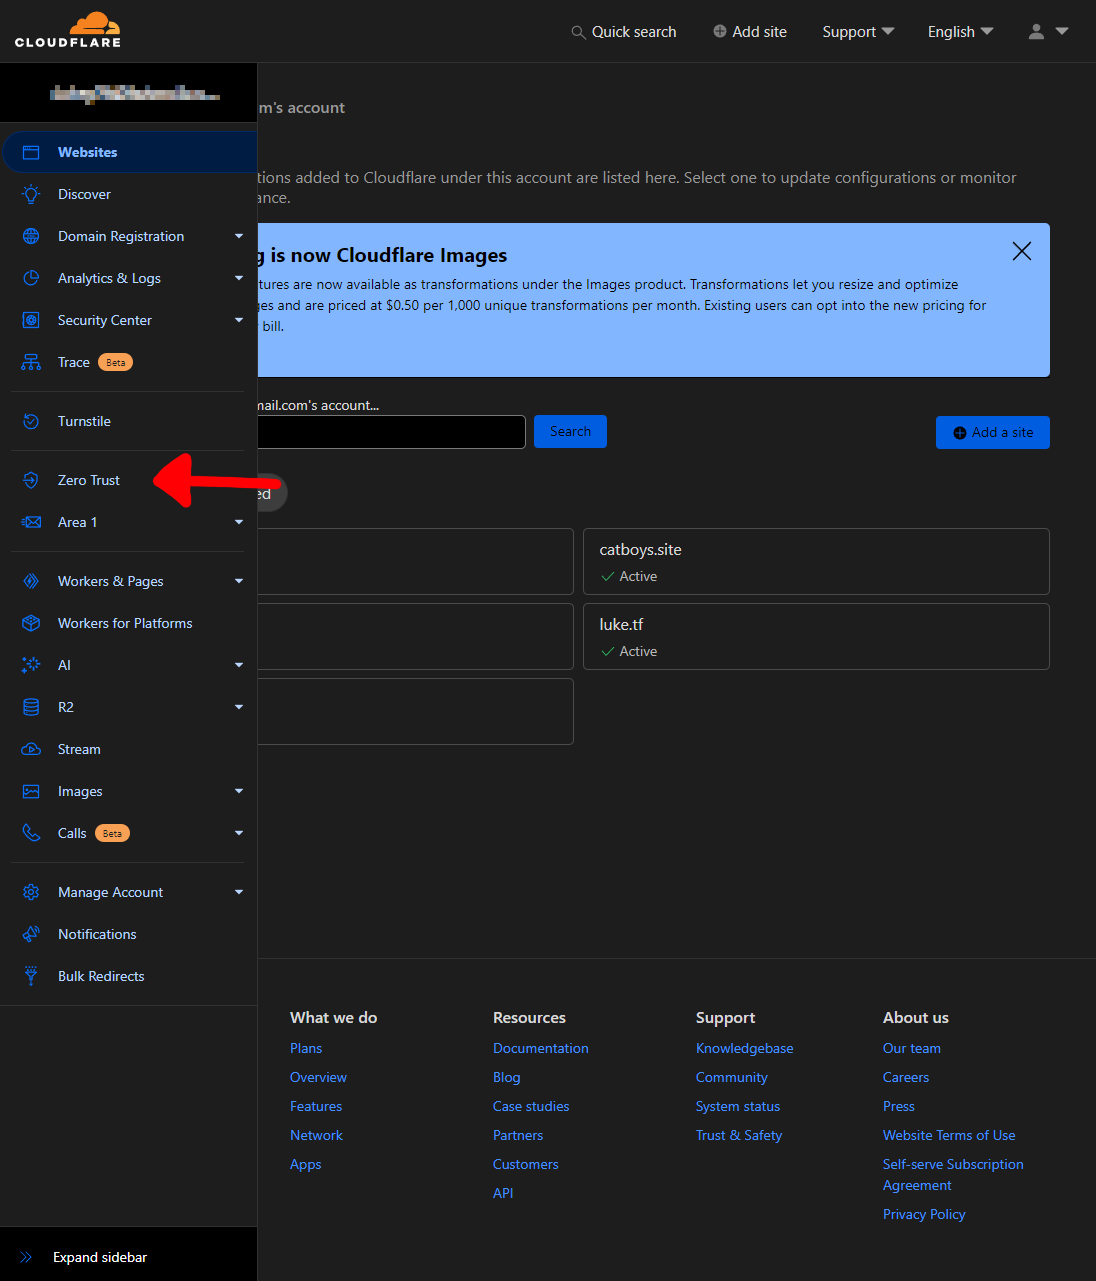 CLOUDFLARE
Quick search
Add site
Support
English
m's account
Websites
Discover
Domain Registration
Analytics & Logs
Security Center
Trace Beta
Turnstile
Zero Trust
Area 1
Workers & Pages
Workers for Platforms
AI
R2
Stream
Images
Calls Beta
Manage Account
Notifications
Bulk Redirects
Expand sidebar
tions added to Cloudflare under this account are listed here. Select one to update configurations or monitor
ance.
g is now Cloudflare Images
tures are now available as transformations under the Images product. Transformations let you resize and optimize
ges and are priced at $0.50 per 1,000 unique transformations per month. Existing users can opt into the new pricing for
bill.
mail.com's account...
Search
Add a site
ed
catboys.site
Active
luke.tf
Active
What we do
Plans
Overview
Features
Network
Apps
Resources
Documentation
Blog
Case studies
Partners
Customers
API
Support
Knowledgebase
Community
System status
Trust & Safety
About us
Our team
Careers
Press
Website Terms of Use
Self-serve Subscription
Agreement
Privacy Policy